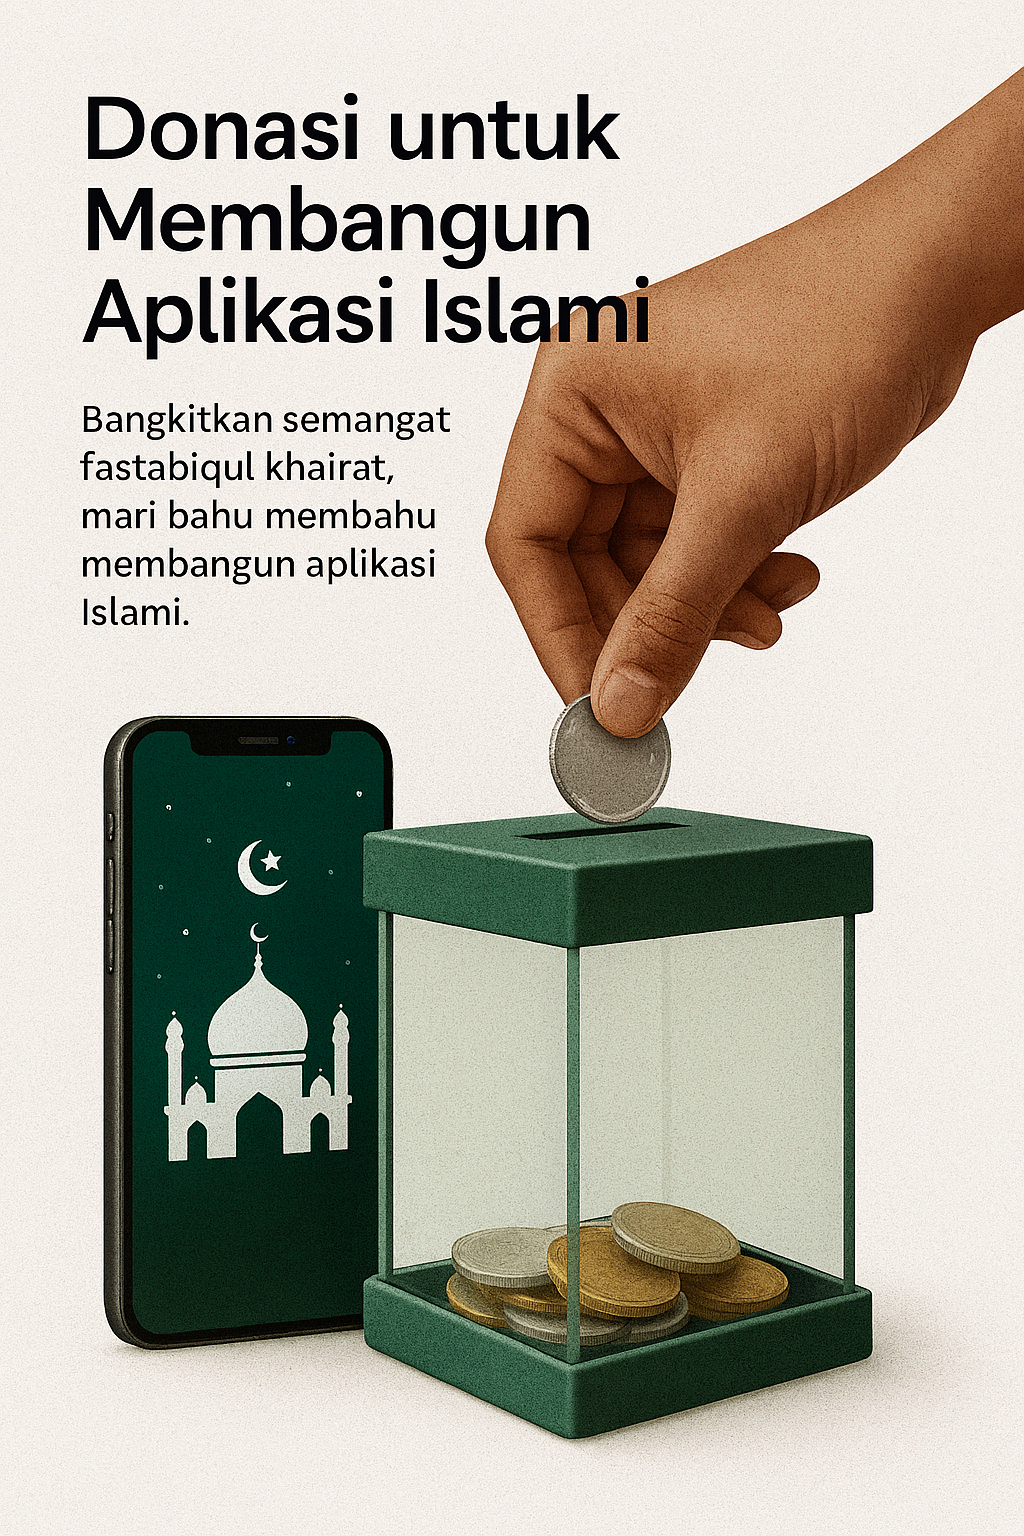 Donasi untuk
Membangun
Aplikasi Islami
Bangkitkan semangat
fastabiqul khairat,
mari bahu membahu
membangun aplikasi
Islami.